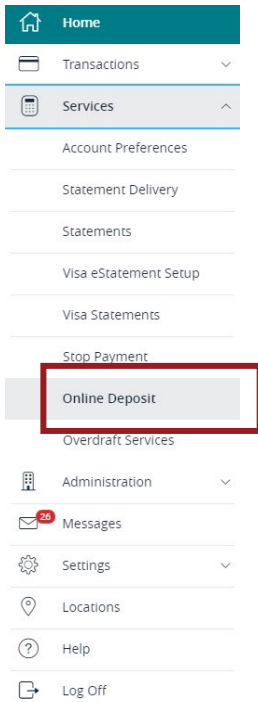 Home
Transactions
Services
Account Preferences
Statement Delivery
Statements
Visa eStatement Setup
Visa Statements
Stop Payment
Online Deposit
Overdraft Services
Administration
26 Messages
Settings
Locations
? Help
Log Off